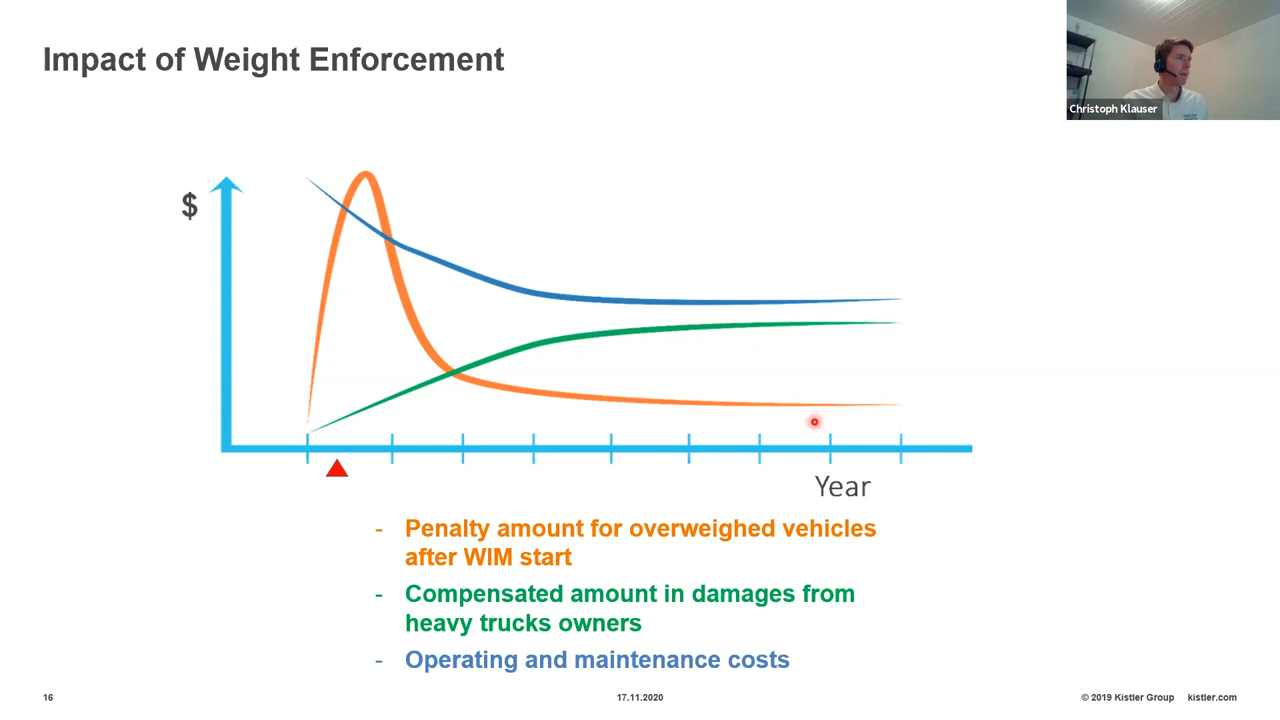 Impact of Weight Enforcement
Christoph Klauser
$
Year
- Penalty amount for overweighed vehicles
after WIM start
- Compensated amount in damages from
heavy trucks owners
- Operating and maintenance costs
16
17.11.2020
© 2019 Kistler Group kistler.com